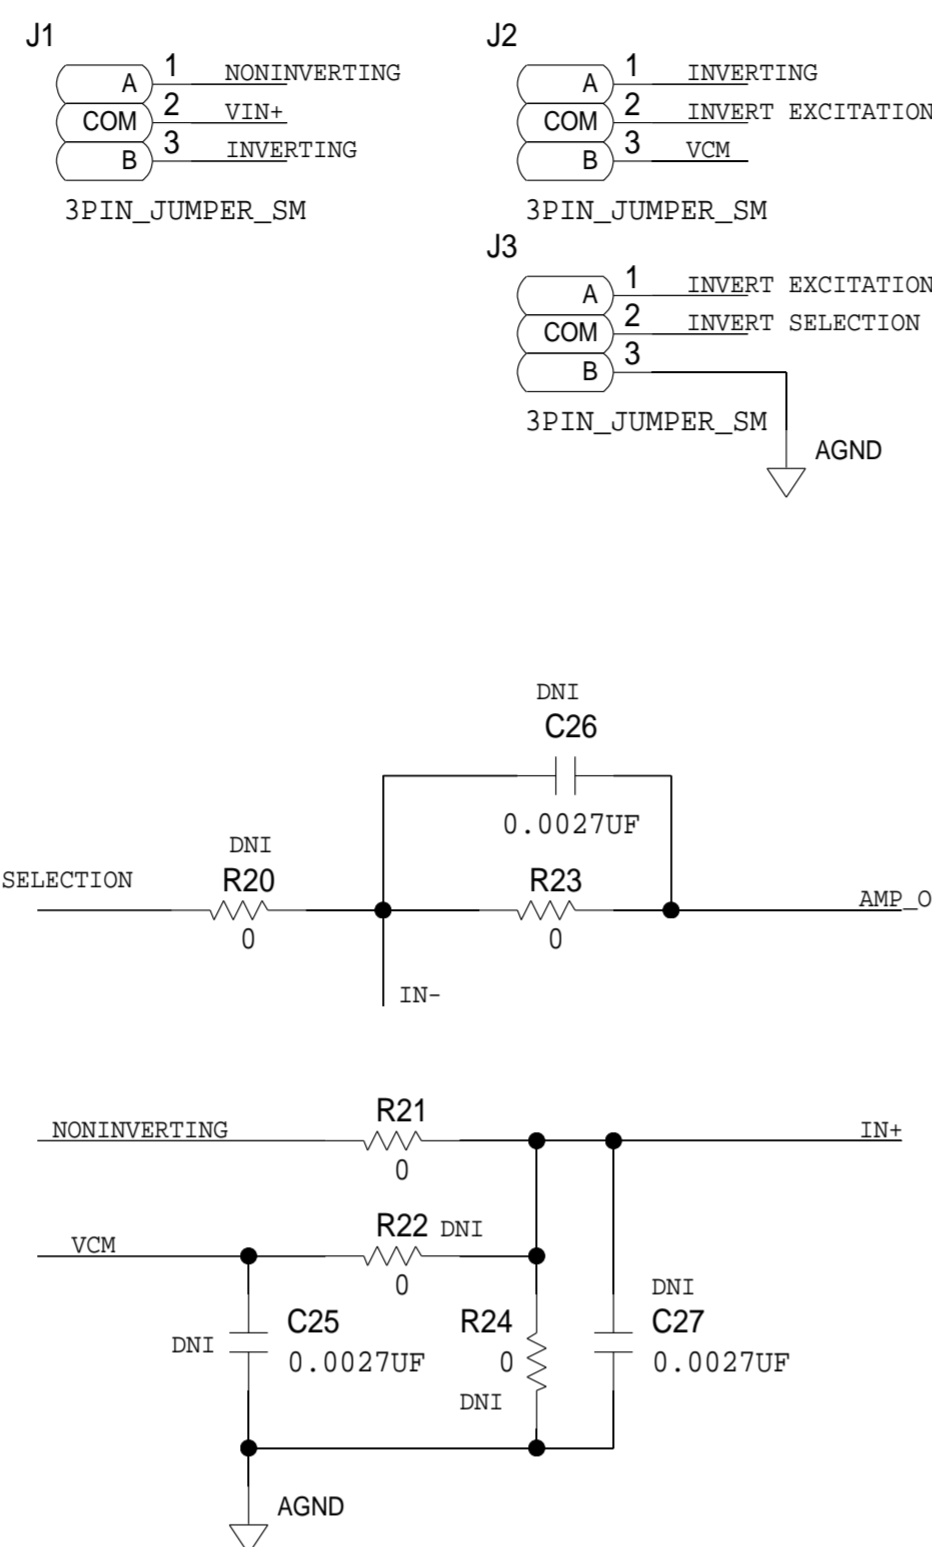 J1
A 1 NONINVERTING
COM 2 VIN+
B 3 INVERTING
3PIN_JUMPER_SM
J2
A 1 INVERTING
COM 2 INVERT EXCITATION
B 3 VCM
3PIN_JUMPER_SM
J3
A 1 INVERT EXCITATION
COM 2 INVERT SELECTION
B 3
3PIN_JUMPER_SM
AGND
DNI
C26
0.0027UF
DNI
SELECTION
R20
0
R23
0
AMP_O
IN-
R21
NONINVERTING
0
IN+
R22 DNI
VCM
0
DNI
C25
0.0027UF
R24
0
DNI
DNI
C27
0.0027UF
AGND